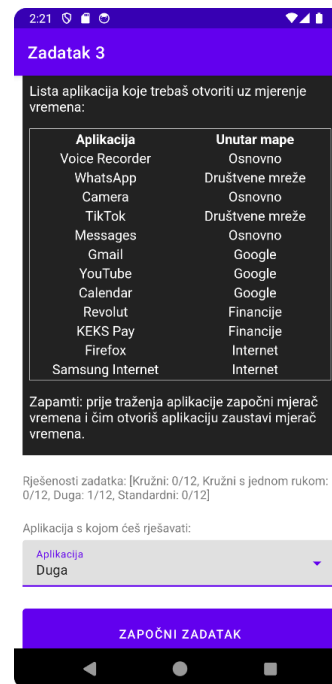 2:21
Zadatak 3
Lista aplikacija koje trebaš otvoriti uz mjerenje
vremena:
Aplikacija Unutar mape
Voice Recorder Osnovno
WhatsApp Društvene mreže
Camera Osnovno
TikTok Društvene mreže
Messages Osnovno
Gmail Google
YouTube Google
Calendar Google
Revolut Financije
KEKS Pay Financije
Firefox Internet
Samsung Internet Internet
Zapamti: prije traženja aplikacije započni mjerač
vremena i čim otvoriš aplikaciju zaustavi mjerač
vremena.
Rješenosti zadatka: [Kružni: 0/12, Kružni s jednom rukom:
0/12, Duga: 1/12, Standardni: 0/12]
Aplikacija s kojom ćeš rješavati:
Aplikacija
Duga
ZAPOČNI ZADATAK